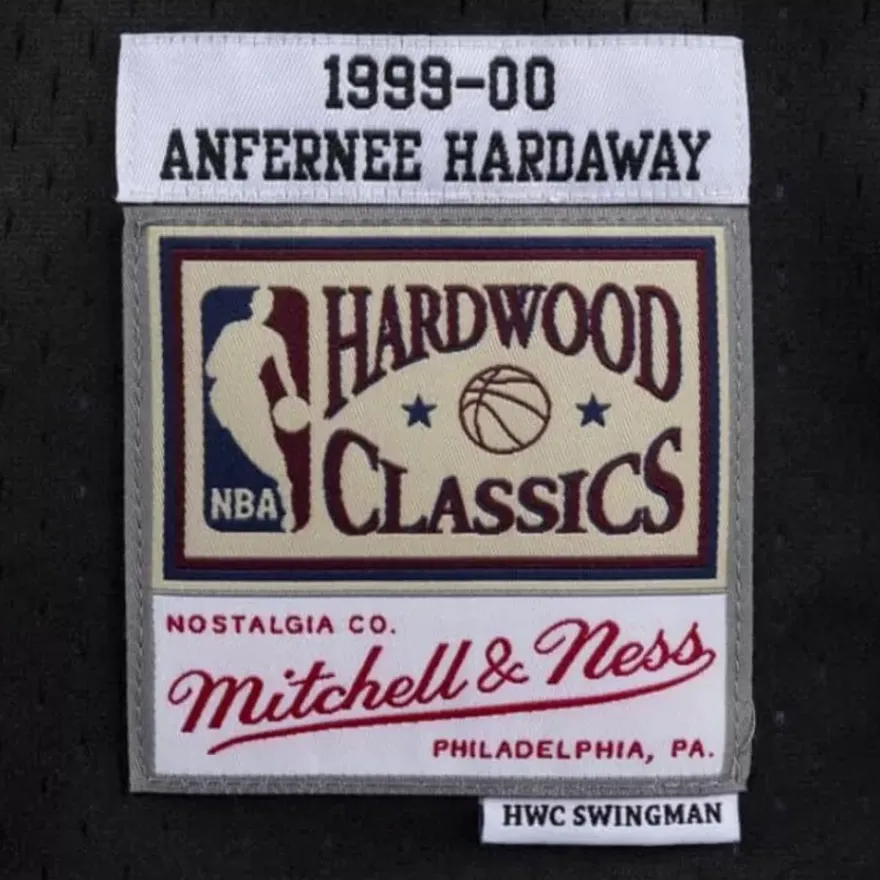 1999-00
ANFERNEE HARDAWAY
HARDWOOD
CLASSICS
NBA
NOSTALGIA CO.
Mitchell & Ness
PHILADELPHIA, PA.
HWC SWINGMAN